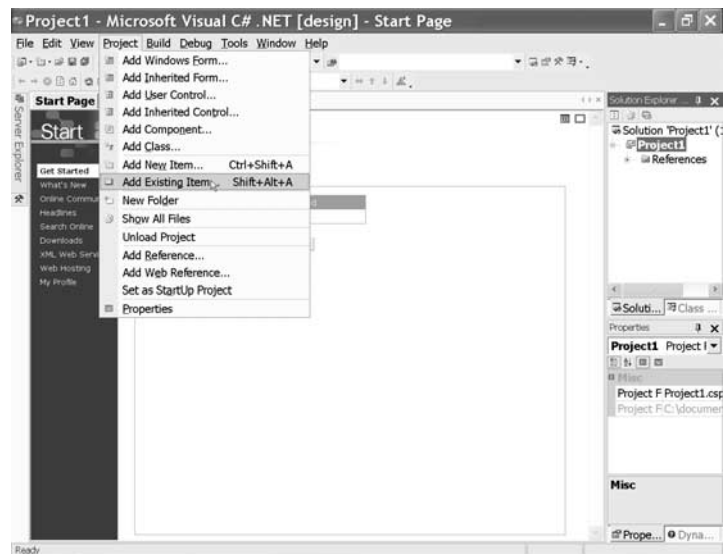 Project1 - Microsoft Visual C# .NET [design] - Start Page
File Edit View Project Build Debug Tools Window Help
Add Windows Form...
Add Inherited Form...
Add User Control...
Add Inherited Control...
Add Component...
Add Class...
Add New Item... Ctrl+Shift+A
Add Existing Item Shift+Alt+A
New Folder
Show All Files
Unload Project
Add Reference...
Add Web Reference...
Set as StartUp Project
Properties
Server Explorer
Start Page
Start
Get Started
What's New
Online Commu
Headlines
Search Online
Downloads
XML Web Servi
Web Hosting
My Profile
Solution Explorer ...
Solution 'Project1' (
Project1
References
Soluti... Class ...
Properties
Project1 Project
Misc
Project F Project1.csp
Project F C:\documen
Misc
Prope... Dyna...
Ready